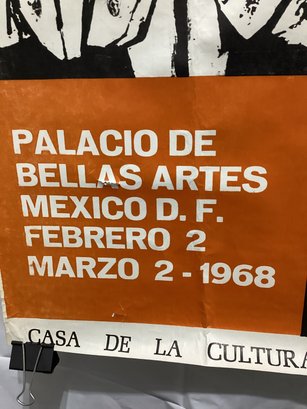 PALACIO DE
BELLAS ARTES
MEXICO D. F.
FEBRERO 2
MARZO 2 - 1968
CASA DE LA CULTURA